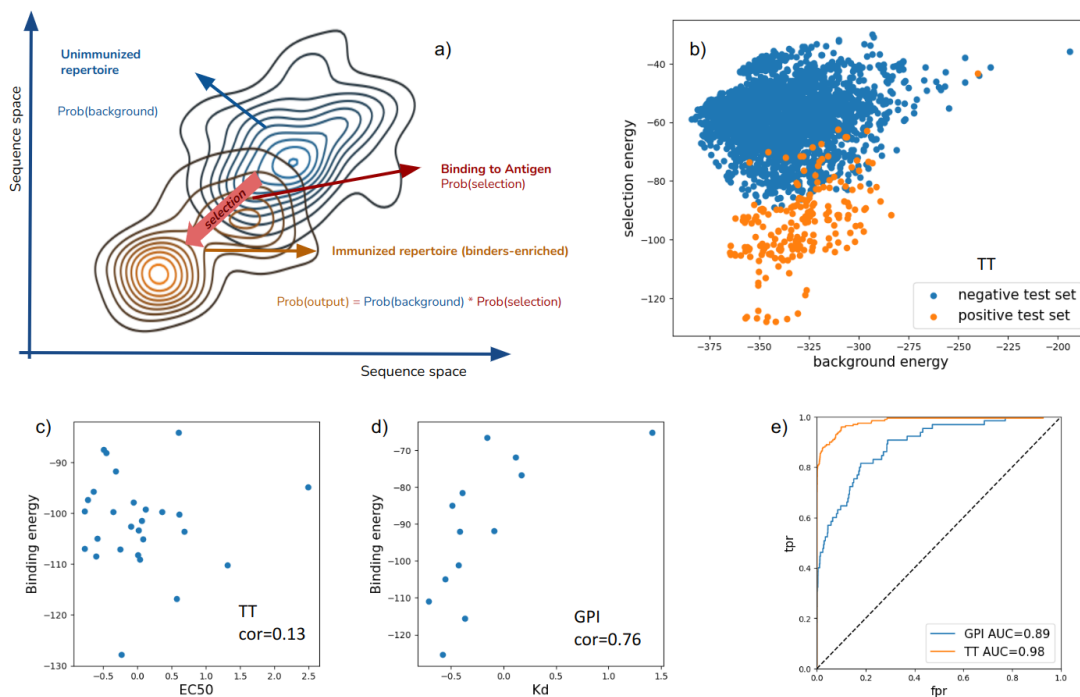 a)
Sequence space
Unimmunized
repertoire
Prob(background)
selection
Binding to Antigen
Prob(selection)
Immunized repertoire (binders-enriched)
Prob(output) = Prob(background) * Prob(selection)
Sequence space
b)
selection energy
−40
−60
−80
−100
−120
TT
negative test set
positive test set
−375 −350 −325 −300 −275 −250 −225 −200
background energy
c)
Binding energy
−90
−100
−110
−120
−130
TT
cor=0.13
−0.5 0.0 0.5 1.0 1.5 2.0 2.5
EC50
d)
Binding energy
−70
−80
−90
−100
−110
−120
GPI
cor=0.76
−0.5 0.0 0.5 1.0 1.5
Kd
e)
tpr
1.0
0.8
0.6
0.4
0.2
0.0
GPI AUC=0.89
TT AUC=0.98
0.0 0.2 0.4 0.6 0.8 1.0
fpr